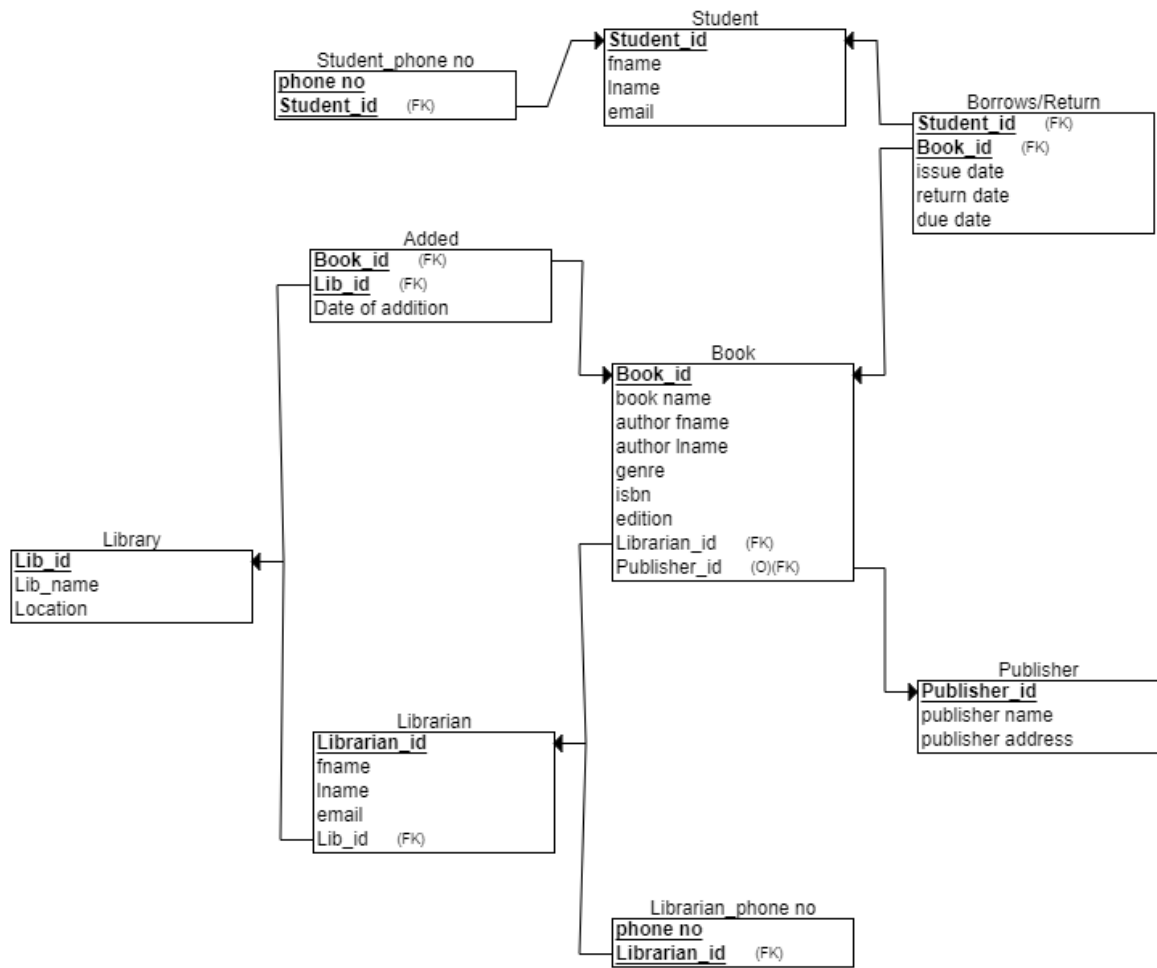 Student
Student_id
fname
lname
email
Student_phone no
phone no
Student_id (FK)
Borrows/Return
Student_id (FK)
Book_id (FK)
issue date
return date
due date
Added
Book_id (FK)
Lib_id (FK)
Date of addition
Book
Book_id
book name
author fname
author lname
genre
isbn
edition
Librarian_id (FK)
Publisher_id (O)(FK)
Library
Lib_id
Lib_name
Location
Publisher
Publisher_id
publisher name
publisher address
Librarian
Librarian_id
fname
lname
email
Lib_id (FK)
Librarian_phone no
phone no
Librarian_id (FK)